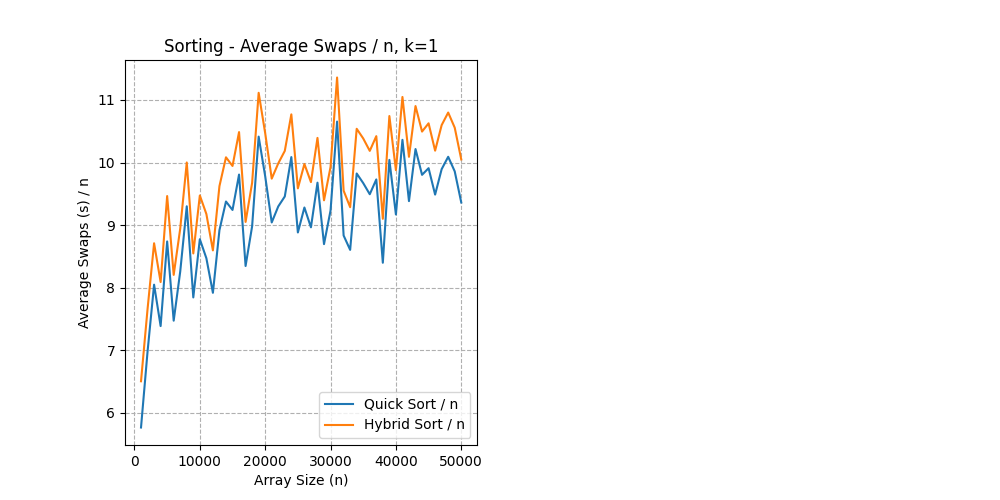 Sorting - Average Swaps / n, k=1
Average Swaps (s) / n
11
10
9
8
7
6
Quick Sort / n
Hybrid Sort / n
0 10000 20000 30000 40000 50000
Array Size (n)